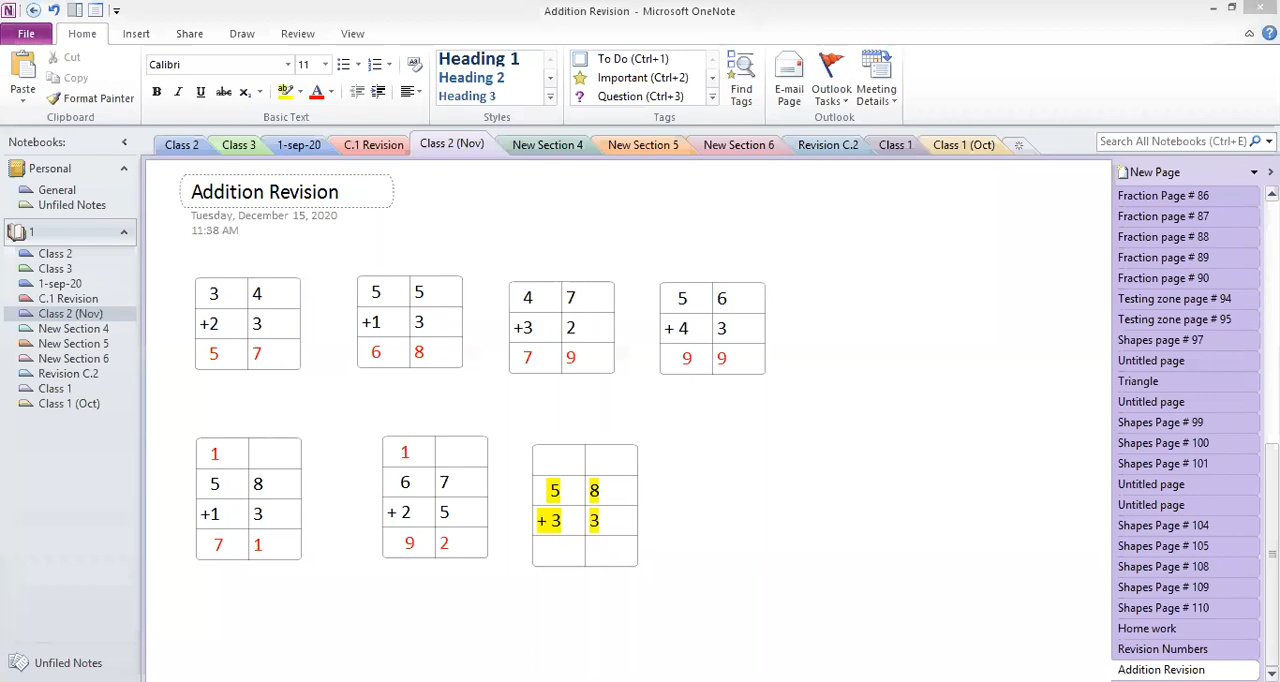 Addition Revision - Microsoft OneNote
File Home Insert Share Draw Review View
Paste
Cut
Copy
Format Painter
Clipboard
Calibri 11
B I U abc X₂ ab A
Basic Text
Heading 1
Heading 2
Heading 3
Styles
To Do (Ctrl+1)
Important (Ctrl+2)
? Question (Ctrl+3)
Tags
Find
Tags
E-mail
Page
Outlook
Tasks
Meeting
Details
Outlook
Notebooks:
Personal
General
Unfiled Notes
1
Class 2
Class 3
1-sep-20
C.1 Revision
Class 2 (Nov)
New Section 4
New Section 5
New Section 6
Revision C.2
Class 1
Class 1 (Oct)
Unfiled Notes
Class 2 Class 3 1-sep-20 C.1 Revision Class 2 (Nov) New Section 4 New Section 5 New Section 6 Revision C.2 Class 1 Class 1 (Oct)
Search All Notebooks (Ctrl+E)
Addition Revision
Tuesday, December 15, 2020
11:38 AM
3 4
+2 3
5 7
5 5
+1 3
6 8
4 7
+3 2
7 9
5 6
+ 4 3
9 9
1
5 8
+1 3
7 1
1
6 7
+ 2 5
9 2
5 8
+ 3 3
New Page
Fraction Page # 86
Fraction page # 87
Fraction page # 88
Fraction page # 89
Fraction page # 90
Testing zone page # 94
Testing zone page # 95
Shapes page # 97
Untitled page
Triangle
Untitled page
Shapes Page # 99
Shapes Page # 100
Shapes Page # 101
Untitled page
Untitled page
Shapes Page # 104
Shapes Page # 105
Shapes Page # 108
Shapes Page # 109
Shapes Page # 110
Home work
Revision Numbers
Addition Revision